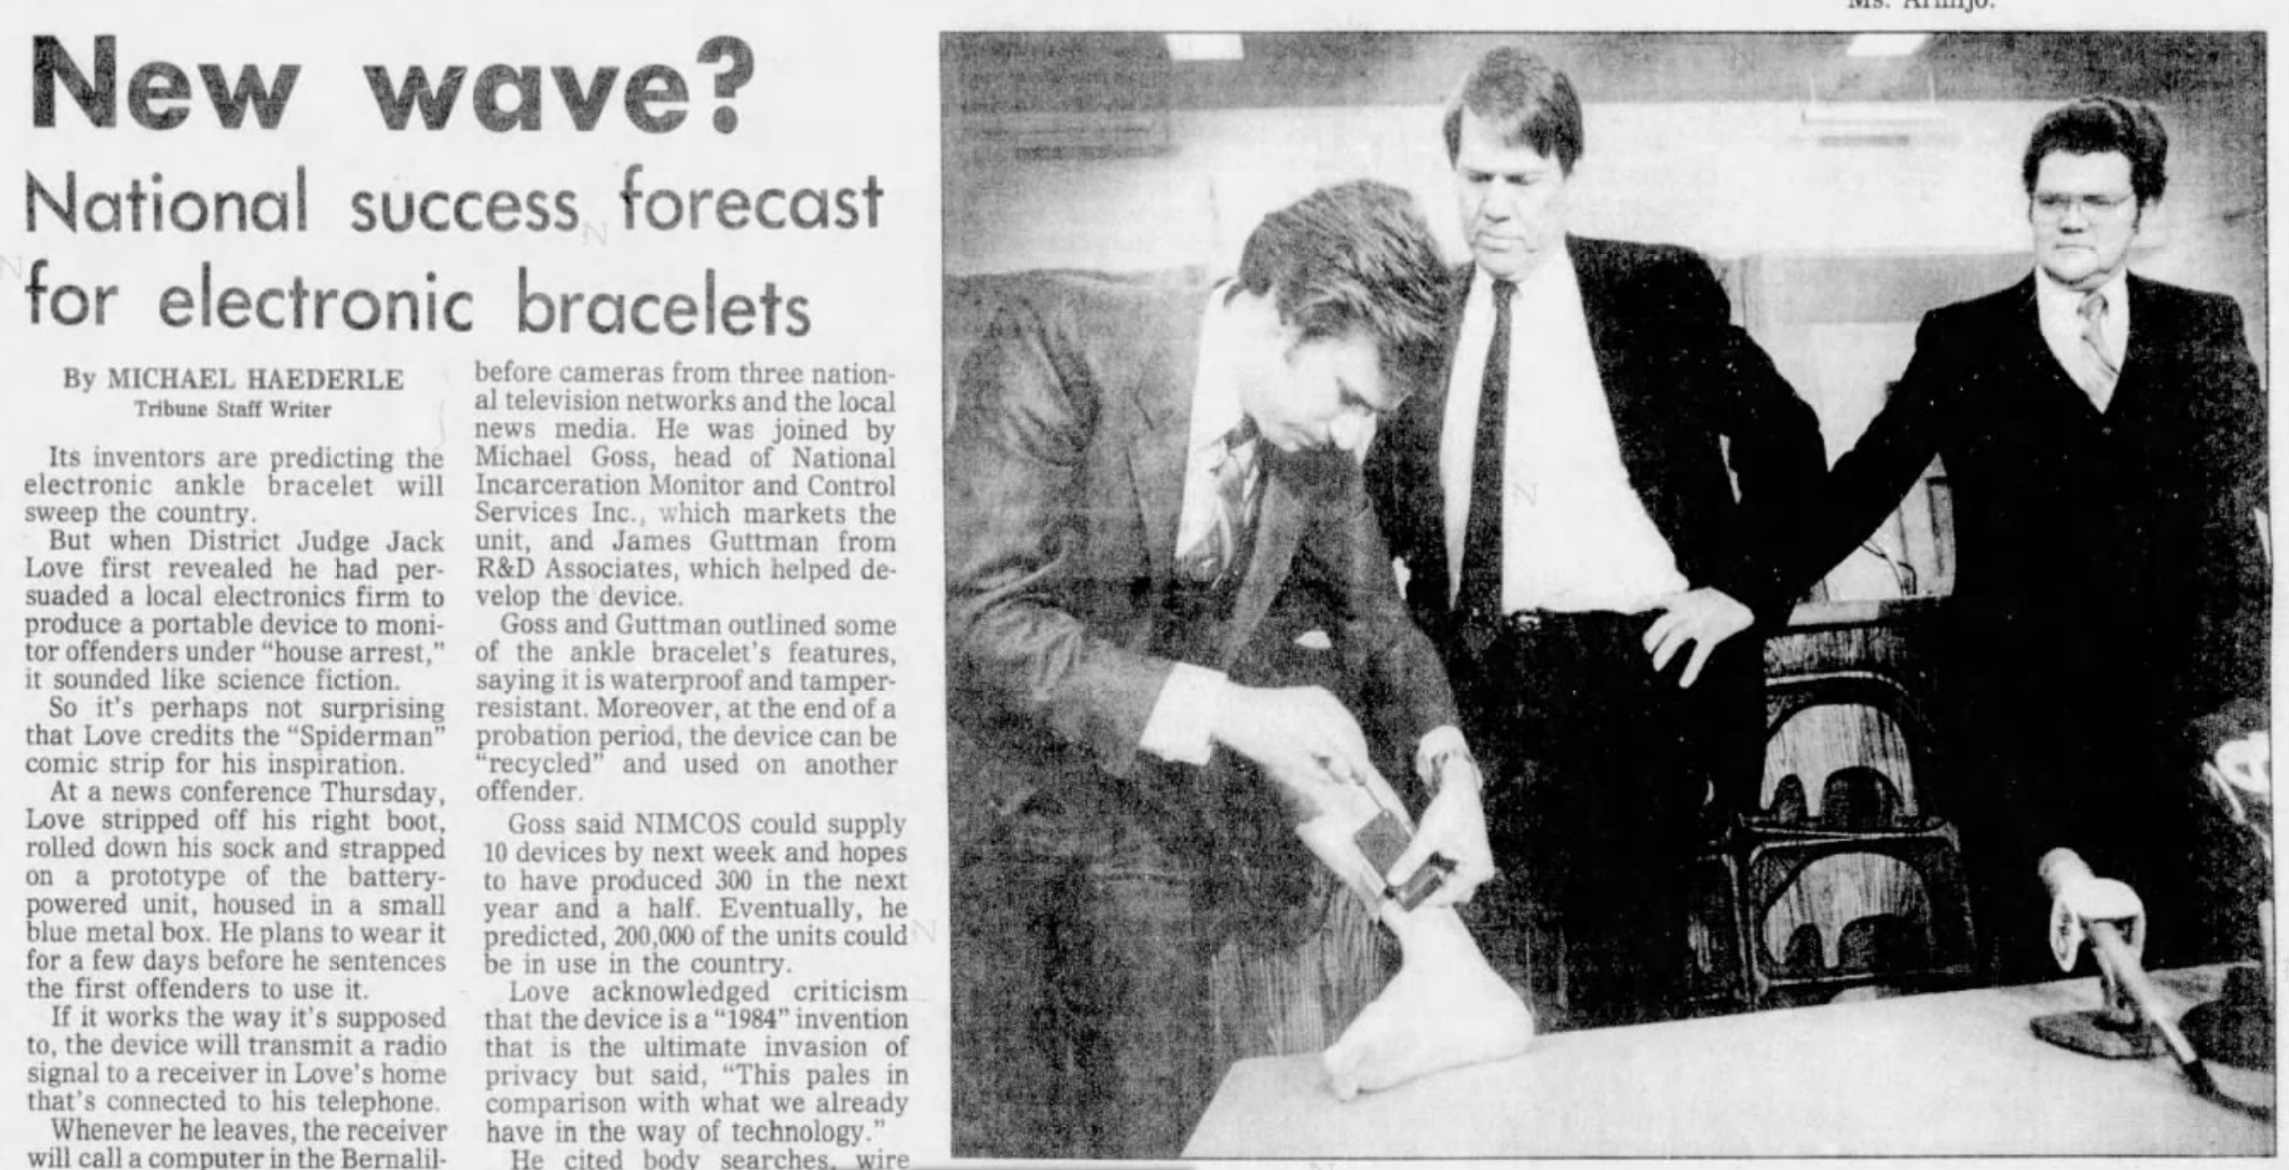 Ms. Armijo.
New wave?
National success forecast
for electronic bracelets
By MICHAEL HAEDERLE
Tribune Staff Writer
Its inventors are predicting the
electronic ankle bracelet will
sweep the country.
But when District Judge Jack
Love first revealed he had per-
suaded a local electronics firm to
produce a portable device to moni-
tor offenders under "house arrest,"
it sounded like science fiction.
So it's perhaps not surprising
that Love credits the "Spiderman"
comic strip for his inspiration.
At a news conference Thursday,
Love stripped off his right boot,
rolled down his sock and strapped
on a prototype of the battery-
powered unit, housed in a small
blue metal box. He plans to wear it
for a few days before he sentences
the first offenders to use it.
If it works the way it's supposed
to, the device will transmit a radio
signal to a receiver in Love's home
that's connected to his telephone.
Whenever he leaves, the receiver
will call a computer in the Bernalil-
before cameras from three nation-
al television networks and the local
news media. He was joined by
Michael Goss, head of National
Incarceration Monitor and Control
Services Inc., which markets the
unit, and James Guttman from
R&D Associates, which helped de-
velop the device.
Goss and Guttman outlined some
of the ankle bracelet's features,
saying it is waterproof and tamper-
resistant. Moreover, at the end of a
probation period, the device can be
"recycled" and used on another
offender.
Goss said NIMCOS could supply
10 devices by next week and hopes
to have produced 300 in the next
year and a half. Eventually, he
predicted, 200,000 of the units could
be in use in the country.
Love acknowledged criticism
that the device is a "1984" invention
that is the ultimate invasion of
privacy but said, "This pales in
comparison with what we already
have in the way of technology."
He cited body searches, wire